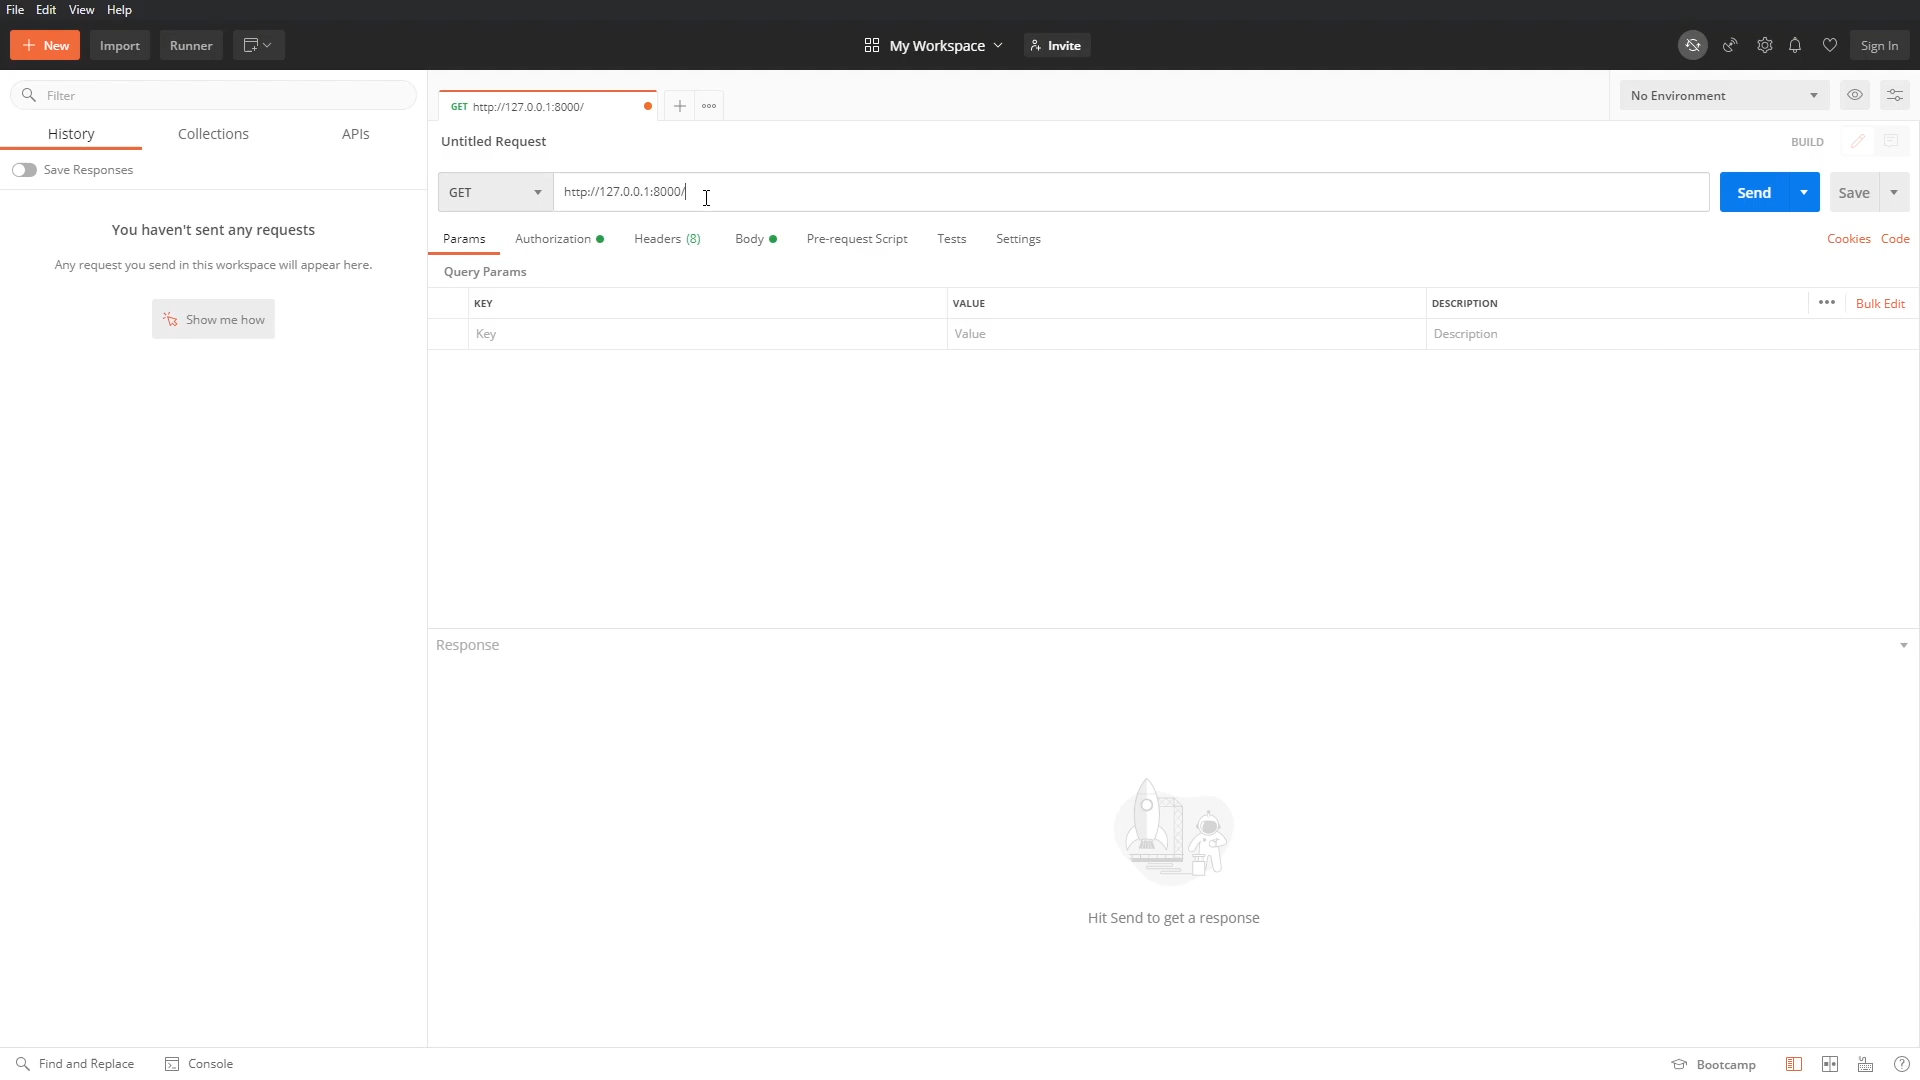 File Edit View Help
New Import Runner My Workspace Invite Sign In
Filter
GET http://127.0.0.1:8000/ No Environment
History Collections APIs
Untitled Request BUILD
Save Responses
GET http://127.0.0.1:8000/ Send Save
You haven't sent any requests
Any request you send in this workspace will appear here.
Show me how
Params Authorization Headers (8) Body Pre-request Script Tests Settings Cookies Code
Query Params
KEY VALUE DESCRIPTION Bulk Edit
Key Value Description
Response
Hit Send to get a response
Find and Replace Console Bootcamp